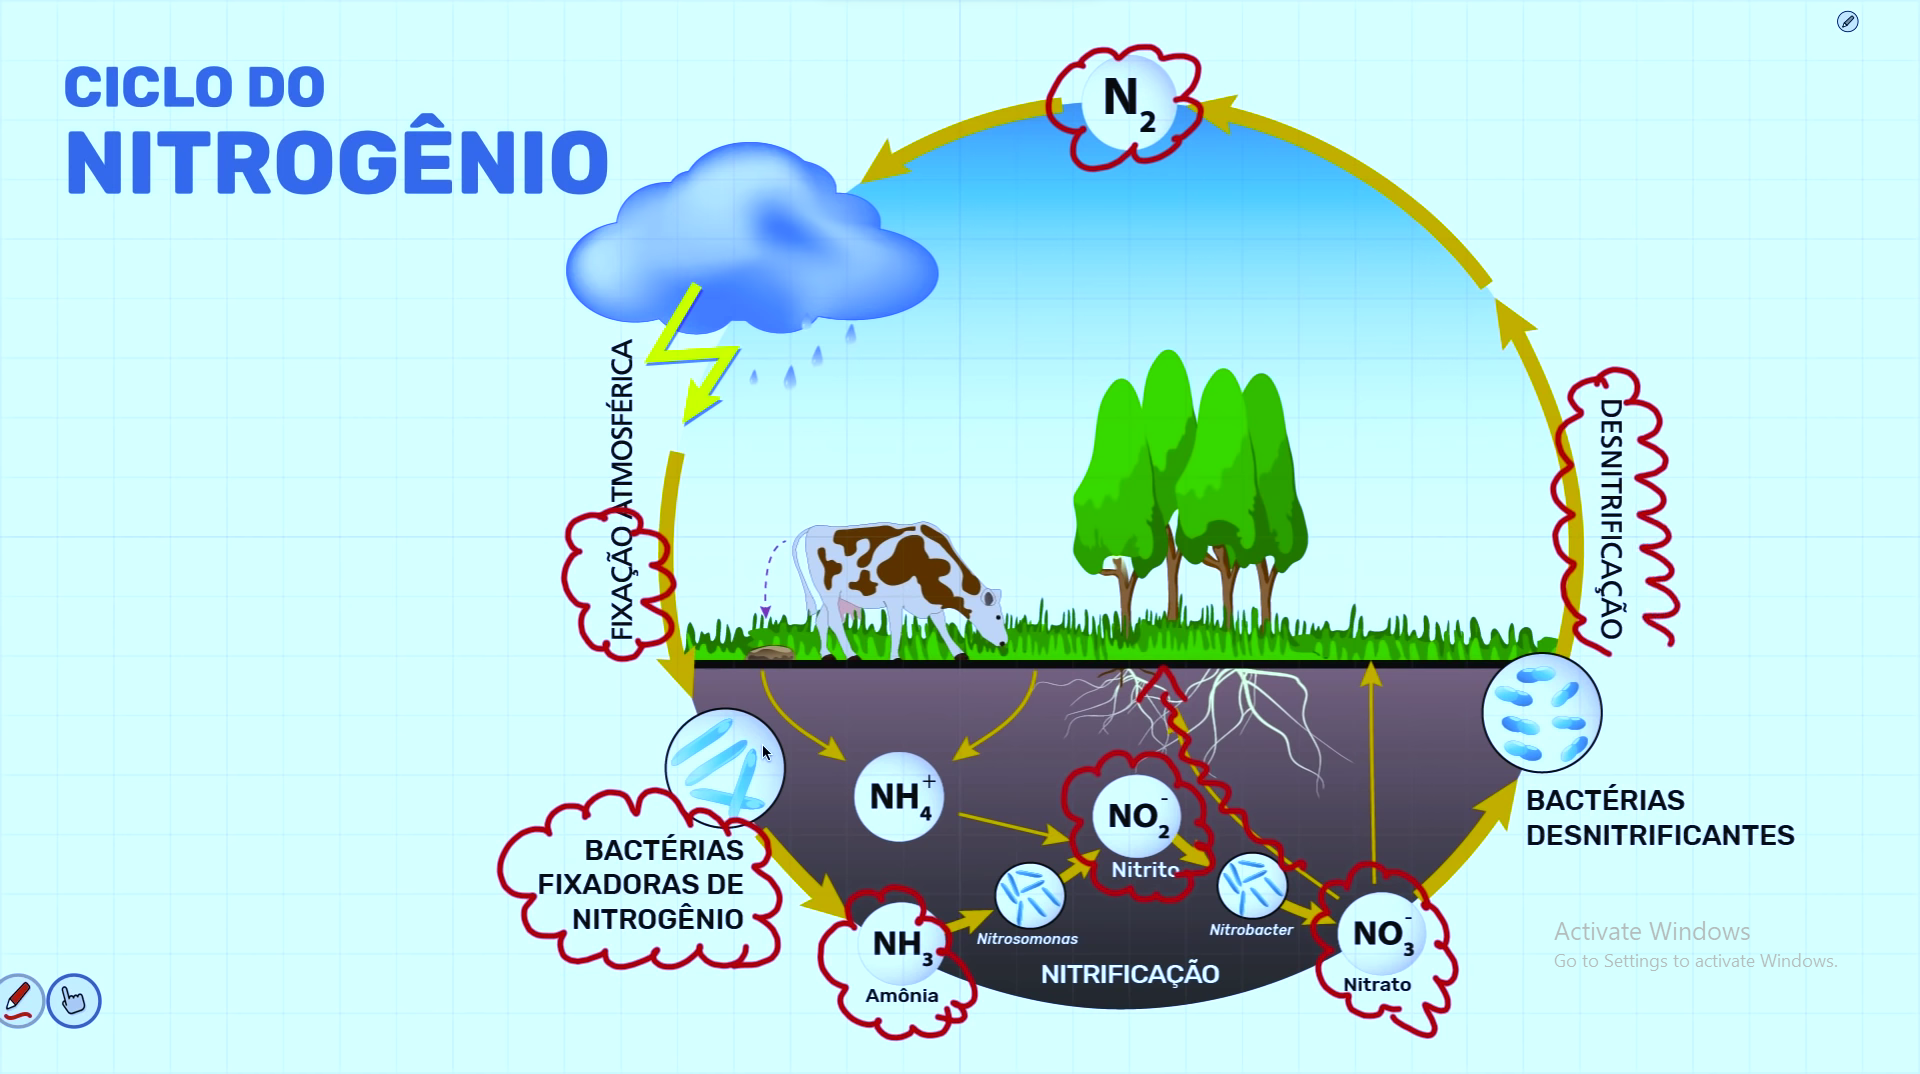 CICLO DO
NITROGÊNIO
N2
FIXAÇÃO ATMOSFÉRICA
DESNITRIFICAÇÃO
NH4+
NO2-
Nitrito
BACTÉRIAS
DESNITRIFICANTES
BACTÉRIAS
FIXADORAS DE
NITROGÊNIO
NH3
Amônia
Nitrosomonas
Nitrobacter
NO3-
Nitrato
NITRIFICAÇÃO
Activate Windows
Go to Settings to activate Windows.